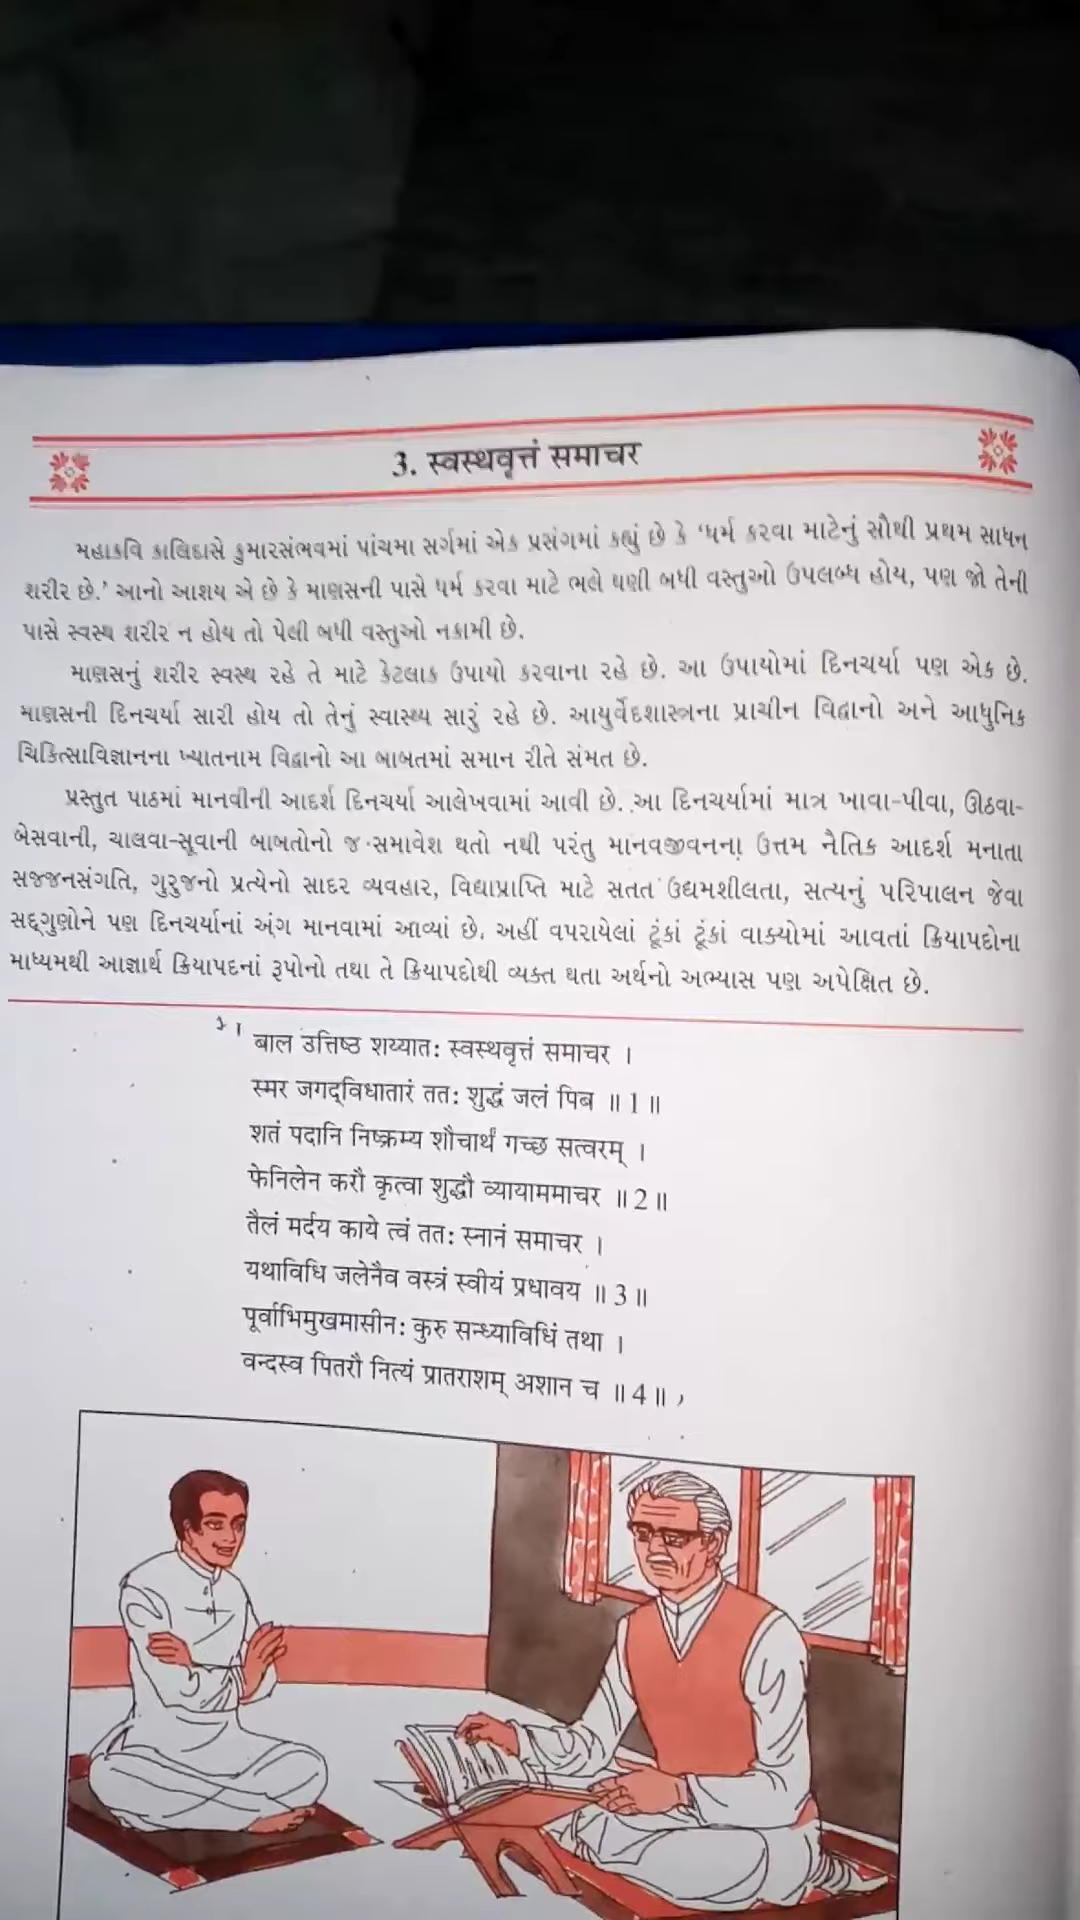 3. स्वस्थवृत्तं समाचर
મહાકવિ કાલિદાસે કુમારસંભવમાં પાંચમા સર્ગમાં એક પ્રસંગમાં કહ્યું છે કે ‘ધર્મ કરવા માટેનું સૌથી પ્રથમ સાધન
શરીર છે.’ આનો આશય એ છે કે માણસની પાસે ધર્મ કરવા માટે ભલે ઘણી બધી વસ્તુઓ ઉપલબ્ધ હોય, પણ જો તેની
પાસે સ્વસ્થ શરીર ન હોય તો પેલી બધી વસ્તુઓ નકામી છે.
માણસનું શરીર સ્વસ્થ રહે તે માટે કેટલાક ઉપાયો કરવાના રહે છે. આ ઉપાયોમાં દિનચર્યા પણ એક છે.
માણસની દિનચર્યા સારી હોય તો તેનું સ્વાસ્થ્ય સારું રહે છે. આયુર્વેદશાસ્ત્રના પ્રાચીન વિદ્વાનો અને આધુનિક
ચિકિત્સાવિજ્ઞાનના ખ્યાતનામ વિદ્વાનો આ બાબતમાં સમાન રીતે સંમત છે.
પ્રસ્તુત પાઠમાં માનવીની આદર્શ દિનચર્યા આલેખવામાં આવી છે. આ દિનચર્યામાં માત્ર ખાવા-પીવા, ઊઠવા-
બેસવાની, ચાલવા-સૂવાની બાબતોનો જ સમાવેશ થતો નથી પરંતુ માનવજીવનના ઉત્તમ નૈતિક આદર્શ મનાતા
સજ્જનસંગતિ, ગુરુજનો પ્રત્યેનો સાદર વ્યવહાર, વિદ્યાપ્રાપ્તિ માટે સતત ઉદ્યમશીલતા, સત્યનું પરિપાલન જેવા
સદ્ગુણોને પણ દિનચર્યાનાં અંગ માનવામાં આવ્યાં છે. અહીં વપરાયેલાં ટૂંકાં ટૂંકાં વાક્યોમાં આવતાં ક્રિયાપદોના
માધ્યમથી આજ્ઞાર્થ ક્રિયાપદનાં રૂપોનો તથા તે ક્રિયાપદોથી વ્યક્ત થતા અર્થનો અભ્યાસ પણ અપેક્ષિત છે.
बाल उत्तिष्ठ शय्यातः स्वस्थवृत्तं समाचर ।
स्मर जगद्विधातारं ततः शुद्धं जलं पिब ॥ 1 ॥
शतं पदानि निष्क्रम्य शौचार्थं गच्छ सत्वरम् ।
फेनिलेन करौ कृत्वा शुद्धौ व्यायाममाचर ॥ 2 ॥
तैलं मर्दय काये त्वं ततः स्नानं समाचर ।
यथाविधि जलेनैव वस्त्रं स्वीयं प्रधावय ॥ 3 ॥
पूर्वाभिमुखमासीनः कुरु सन्ध्याविधिं तथा ।
वन्दस्व पितरौ नित्यं प्रातराशम् अशान च ॥ 4 ॥